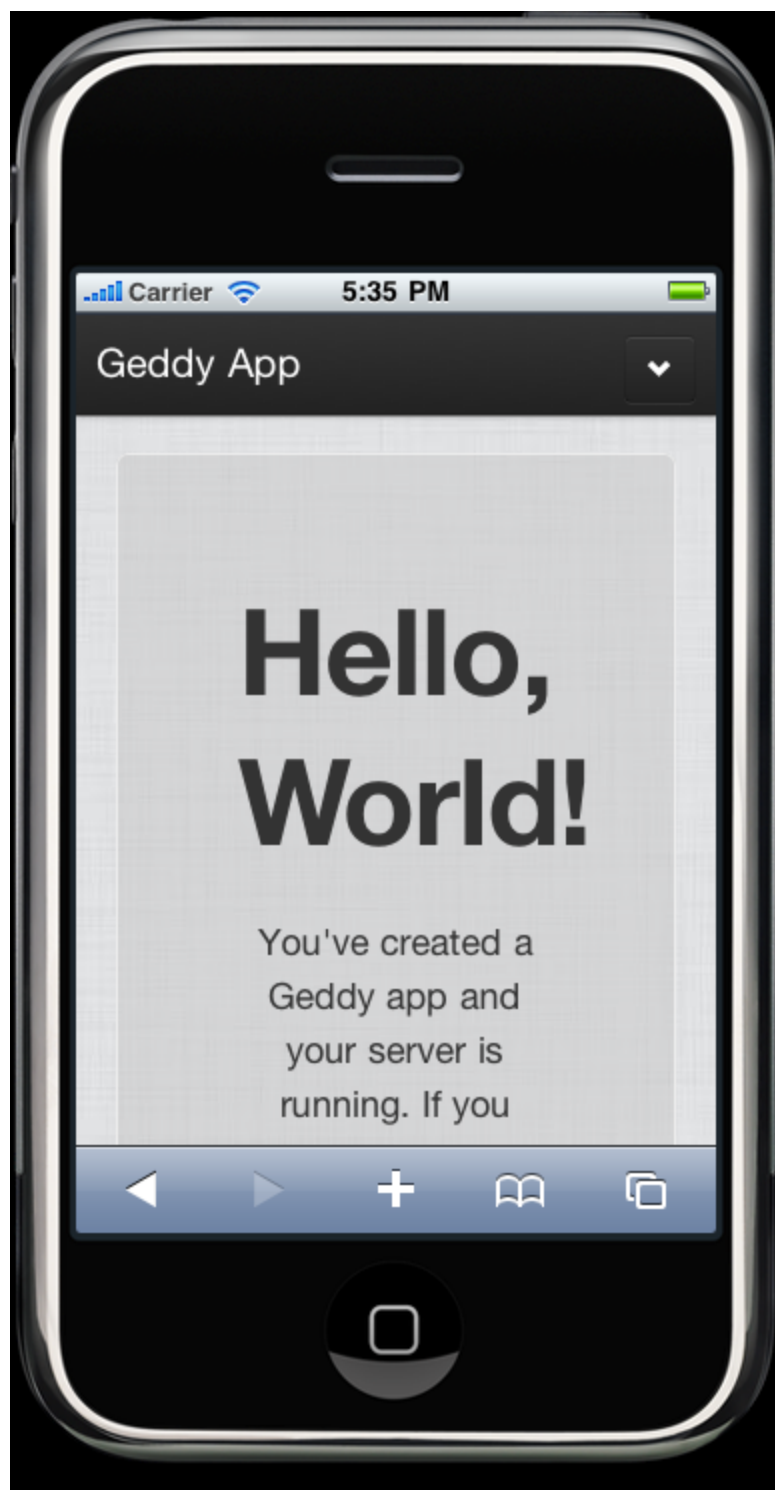 Carrier 5:35 PM
Geddy App
Hello,
World!
You've created a
Geddy app and
your server is
running. If you